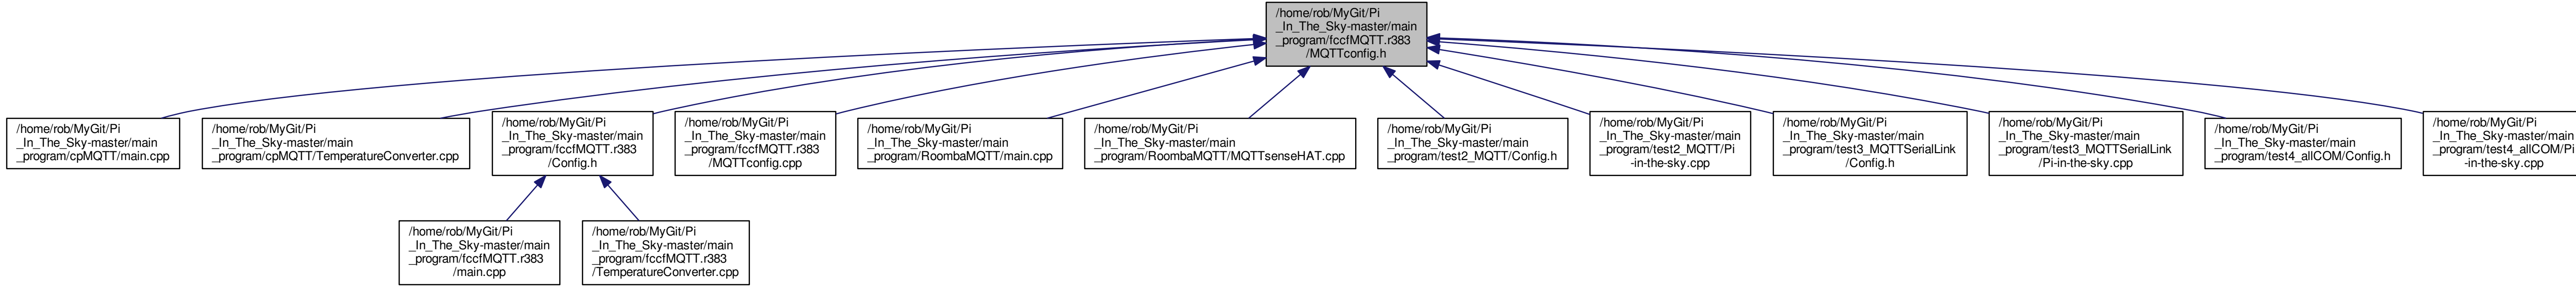 /home/rob/MyGit/Pi
_In_The_Sky-master/main
_program/fccfMQTT.r383
/MQTTconfig.h
/home/rob/MyGit/Pi
_In_The_Sky-master/main
_program/cpMQTT/main.cpp
/home/rob/MyGit/Pi
_In_The_Sky-master/main
_program/cpMQTT/TemperatureConverter.cpp
/home/rob/MyGit/Pi
_In_The_Sky-master/main
_program/fccfMQTT.r383
/Config.h
/home/rob/MyGit/Pi
_In_The_Sky-master/main
_program/fccfMQTT.r383
/MQTTconfig.cpp
/home/rob/MyGit/Pi
_In_The_Sky-master/main
_program/RoombaMQTT/main.cpp
/home/rob/MyGit/Pi
_In_The_Sky-master/main
_program/RoombaMQTT/MQTTsenseHAT.cpp
/home/rob/MyGit/Pi
_In_The_Sky-master/main
_program/test2_MQTT/Config.h
/home/rob/MyGit/Pi
_In_The_Sky-master/main
_program/test2_MQTT/Pi
-in-the-sky.cpp
/home/rob/MyGit/Pi
_In_The_Sky-master/main
_program/test3_MQTTSerialLink
/Config.h
/home/rob/MyGit/Pi
_In_The_Sky-master/main
_program/test3_MQTTSerialLink
/Pi-in-the-sky.cpp
/home/rob/MyGit/Pi
_In_The_Sky-master/main
_program/test4_allCOM/Config.h
/home/rob/MyGit/Pi
_In_The_Sky-master/main
_program/test4_allCOM/Pi
-in-the-sky.cpp
/home/rob/MyGit/Pi
_In_The_Sky-master/main
_program/fccfMQTT.r383
/main.cpp
/home/rob/MyGit/Pi
_In_The_Sky-master/main
_program/fccfMQTT.r383
/TemperatureConverter.cpp